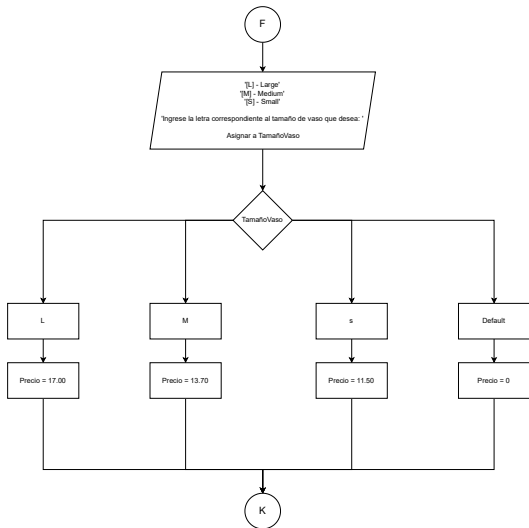 F
'[L] - Large'
'[M] - Medium'
'[S] - Small'
'Ingrese la letra correspondiente al tamaño de vaso que desea: '
Asignar a TamañoVaso
TamañoVaso
L
M
s
Default
Precio = 17.00
Precio = 13.70
Precio = 11.50
Precio = 0
K